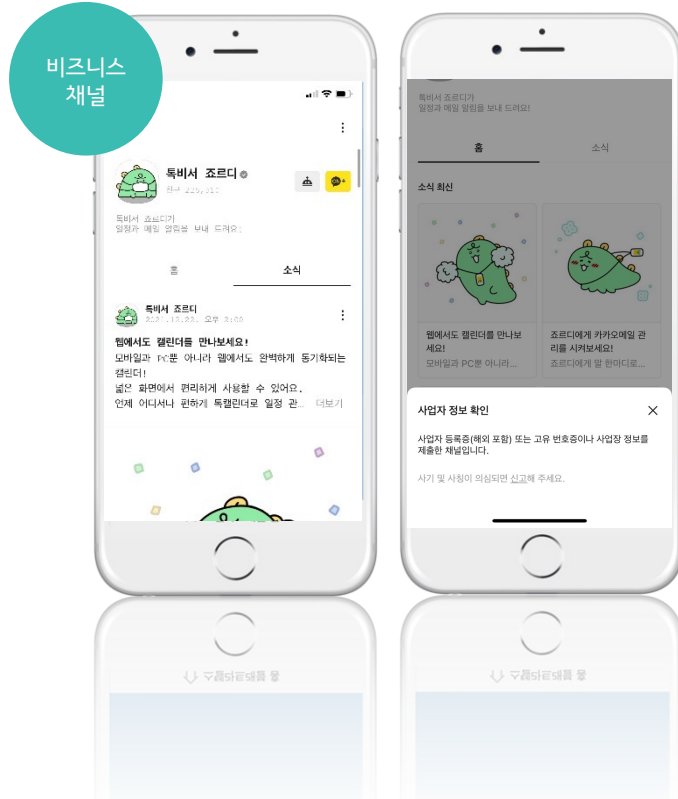 비즈니스
채널
톡비서 죠르디
친구
톡비서 죠르디가
일정과 메일 알림을 보내 드려요!
홈
소식
톡비서 죠르디
2021.12.22. 오후 2:00
웹에서도 캘린더를 만나보세요!
모바일과 PC뿐 아니라 웹에서도 완벽하게 동기화되는
캘린더!
넓은 화면에서 편리하게 사용할 수 있어요.
언제 어디서나 편하게 톡캘린더로 일정 관… 더보기
톡비서 죠르디가
일정과 메일 알림을 보내 드려요!
홈
소식
소식 최신
웹에서도 캘린더를 만나보
세요!
모바일과 PC뿐 아니라...
죠르디에게 카카오메일 관
리를 시켜보세요!
죠르디에게 말 한마디로...
사업자 정보 확인
사업자 등록증(해외 포함) 또는 고유 번호증이나 사업장 정보를
제출한 채널입니다.
사기 및 사칭이 의심되면 신고해 주세요.